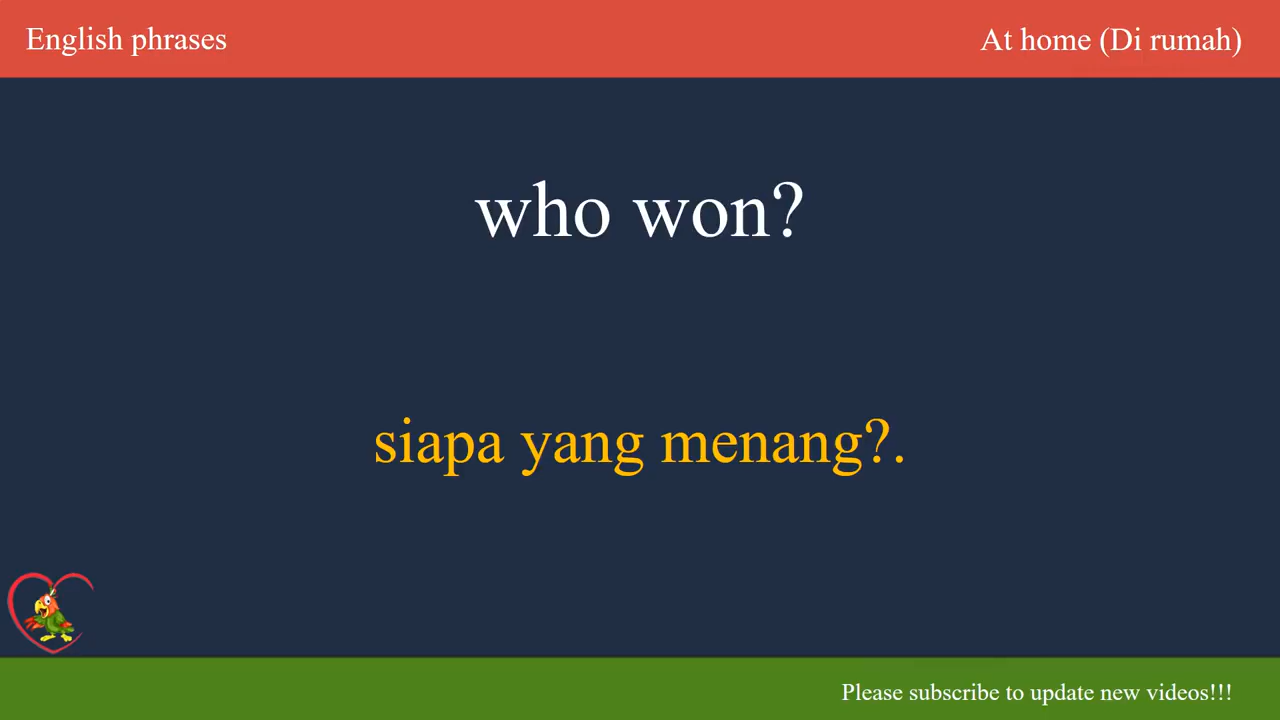 English phrases
At home (Di rumah)
who won?
siapa yang menang?.
Please subscribe to update new videos!!!